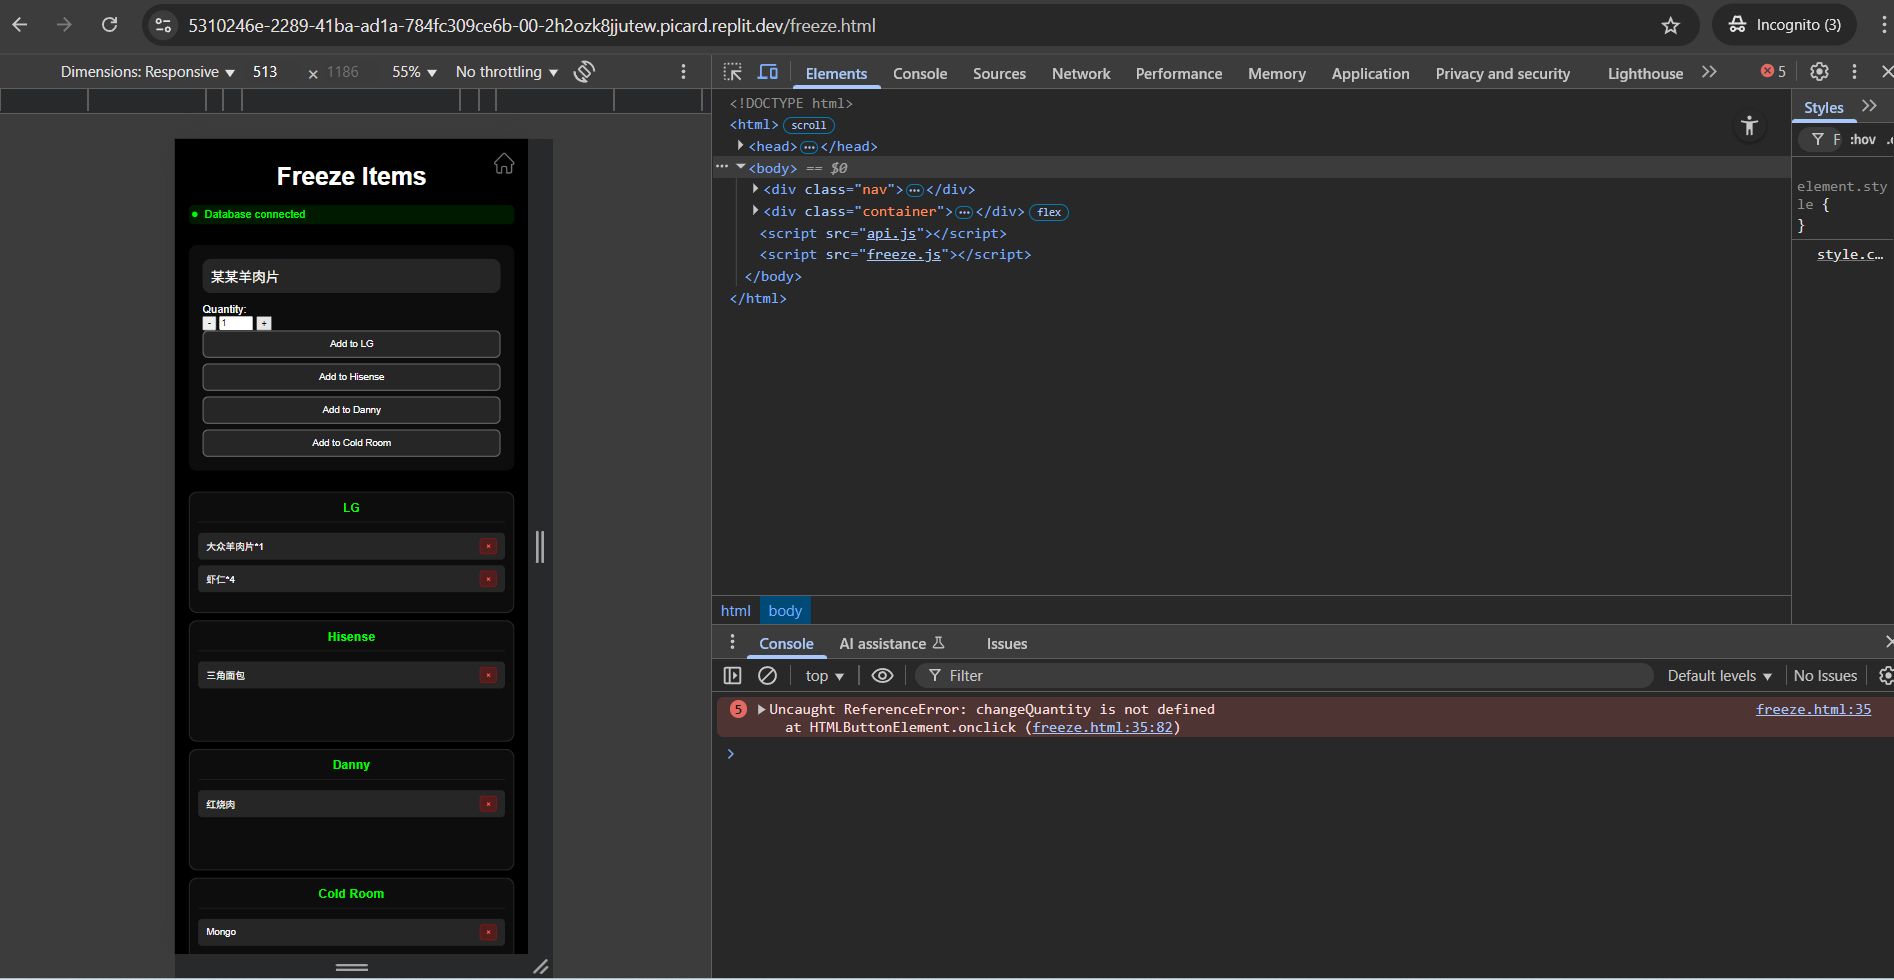 5310246e-2289-41ba-ad1a-784fc309ce6b-00-2h2ozk8jjutew.picard.replit.dev/freeze.html
Incognito (3)
Dimensions: Responsive 513 × 1186 55% No throttling
Elements Console Sources Network Performance Memory Application Privacy and security Lighthouse 5
Freeze Items
Database connected
某某羊肉片
Quantity:
- 1 +
Add to LG
Add to Hisense
Add to Danny
Add to Cold Room
LG
大众羊肉片*1 ×
虾仁*4 ×
Hisense
三角面包 ×
Danny
红烧肉 ×
Cold Room
Mongo ×
<!DOCTYPE html>
<html> scroll
<head> ··· </head>
··· <body> == $0
<div class="nav"> ··· </div>
<div class="container"> ··· </div> flex
<script src="api.js"></script>
<script src="freeze.js"></script>
</body>
</html>
Styles
F :hov .c
element.sty
le {
}
style.c…
html body
Console AI assistance Issues
top Filter Default levels No Issues
5 Uncaught ReferenceError: changeQuantity is not defined freeze.html:35
at HTMLButtonElement.onclick (freeze.html:35:82)